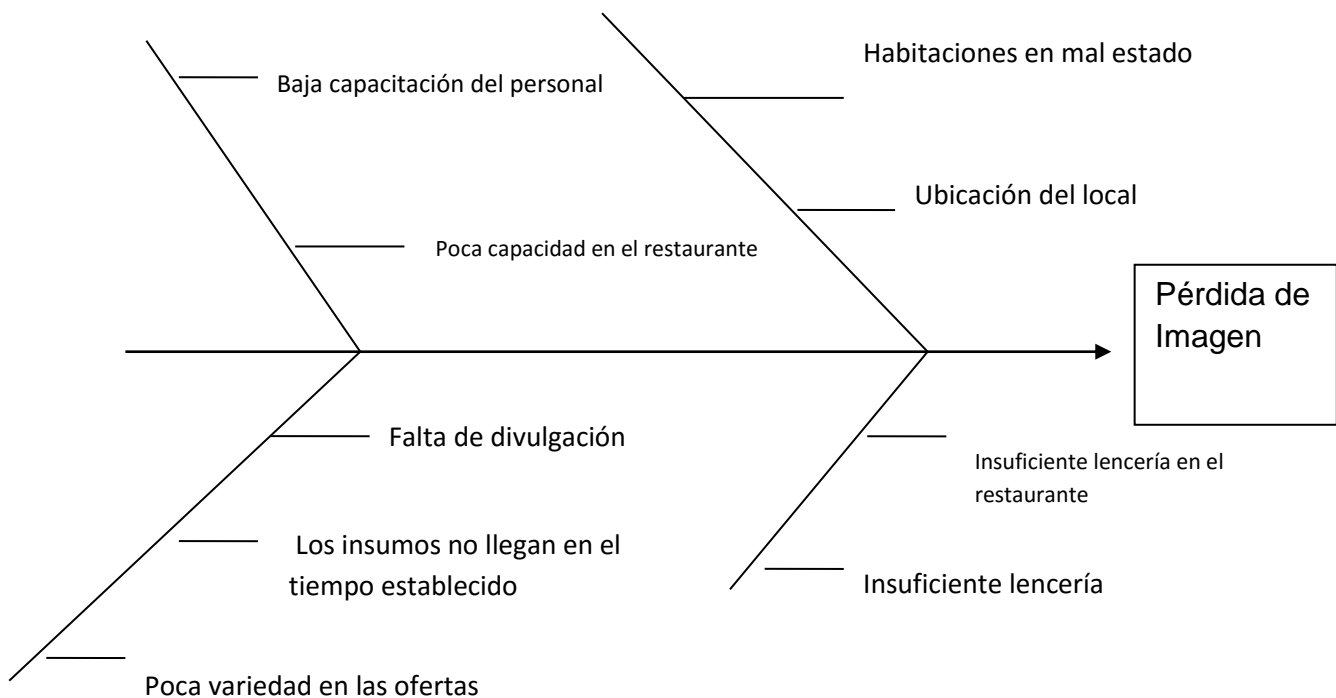 Habitaciones en mal estado
Baja capacitación del personal
Ubicación del local
Poca capacidad en el restaurante
Pérdida de
Imagen
Falta de divulgación
Insuficiente lencería en el
restaurante
Los insumos no llegan en el
tiempo establecido
Insuficiente lencería
Poca variedad en las ofertas